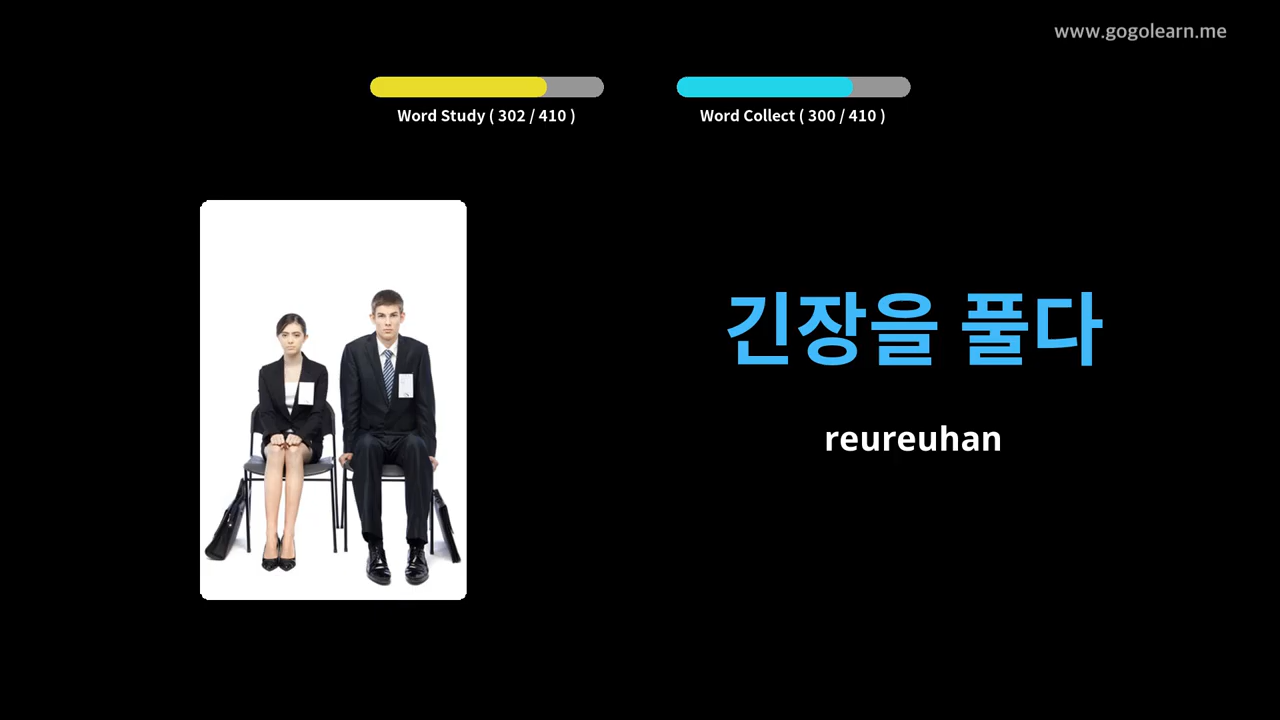 www.gogolearn.me
Word Study ( 302 / 410 )
Word Collect ( 300 / 410 )
긴장을 풀다
reureuhan